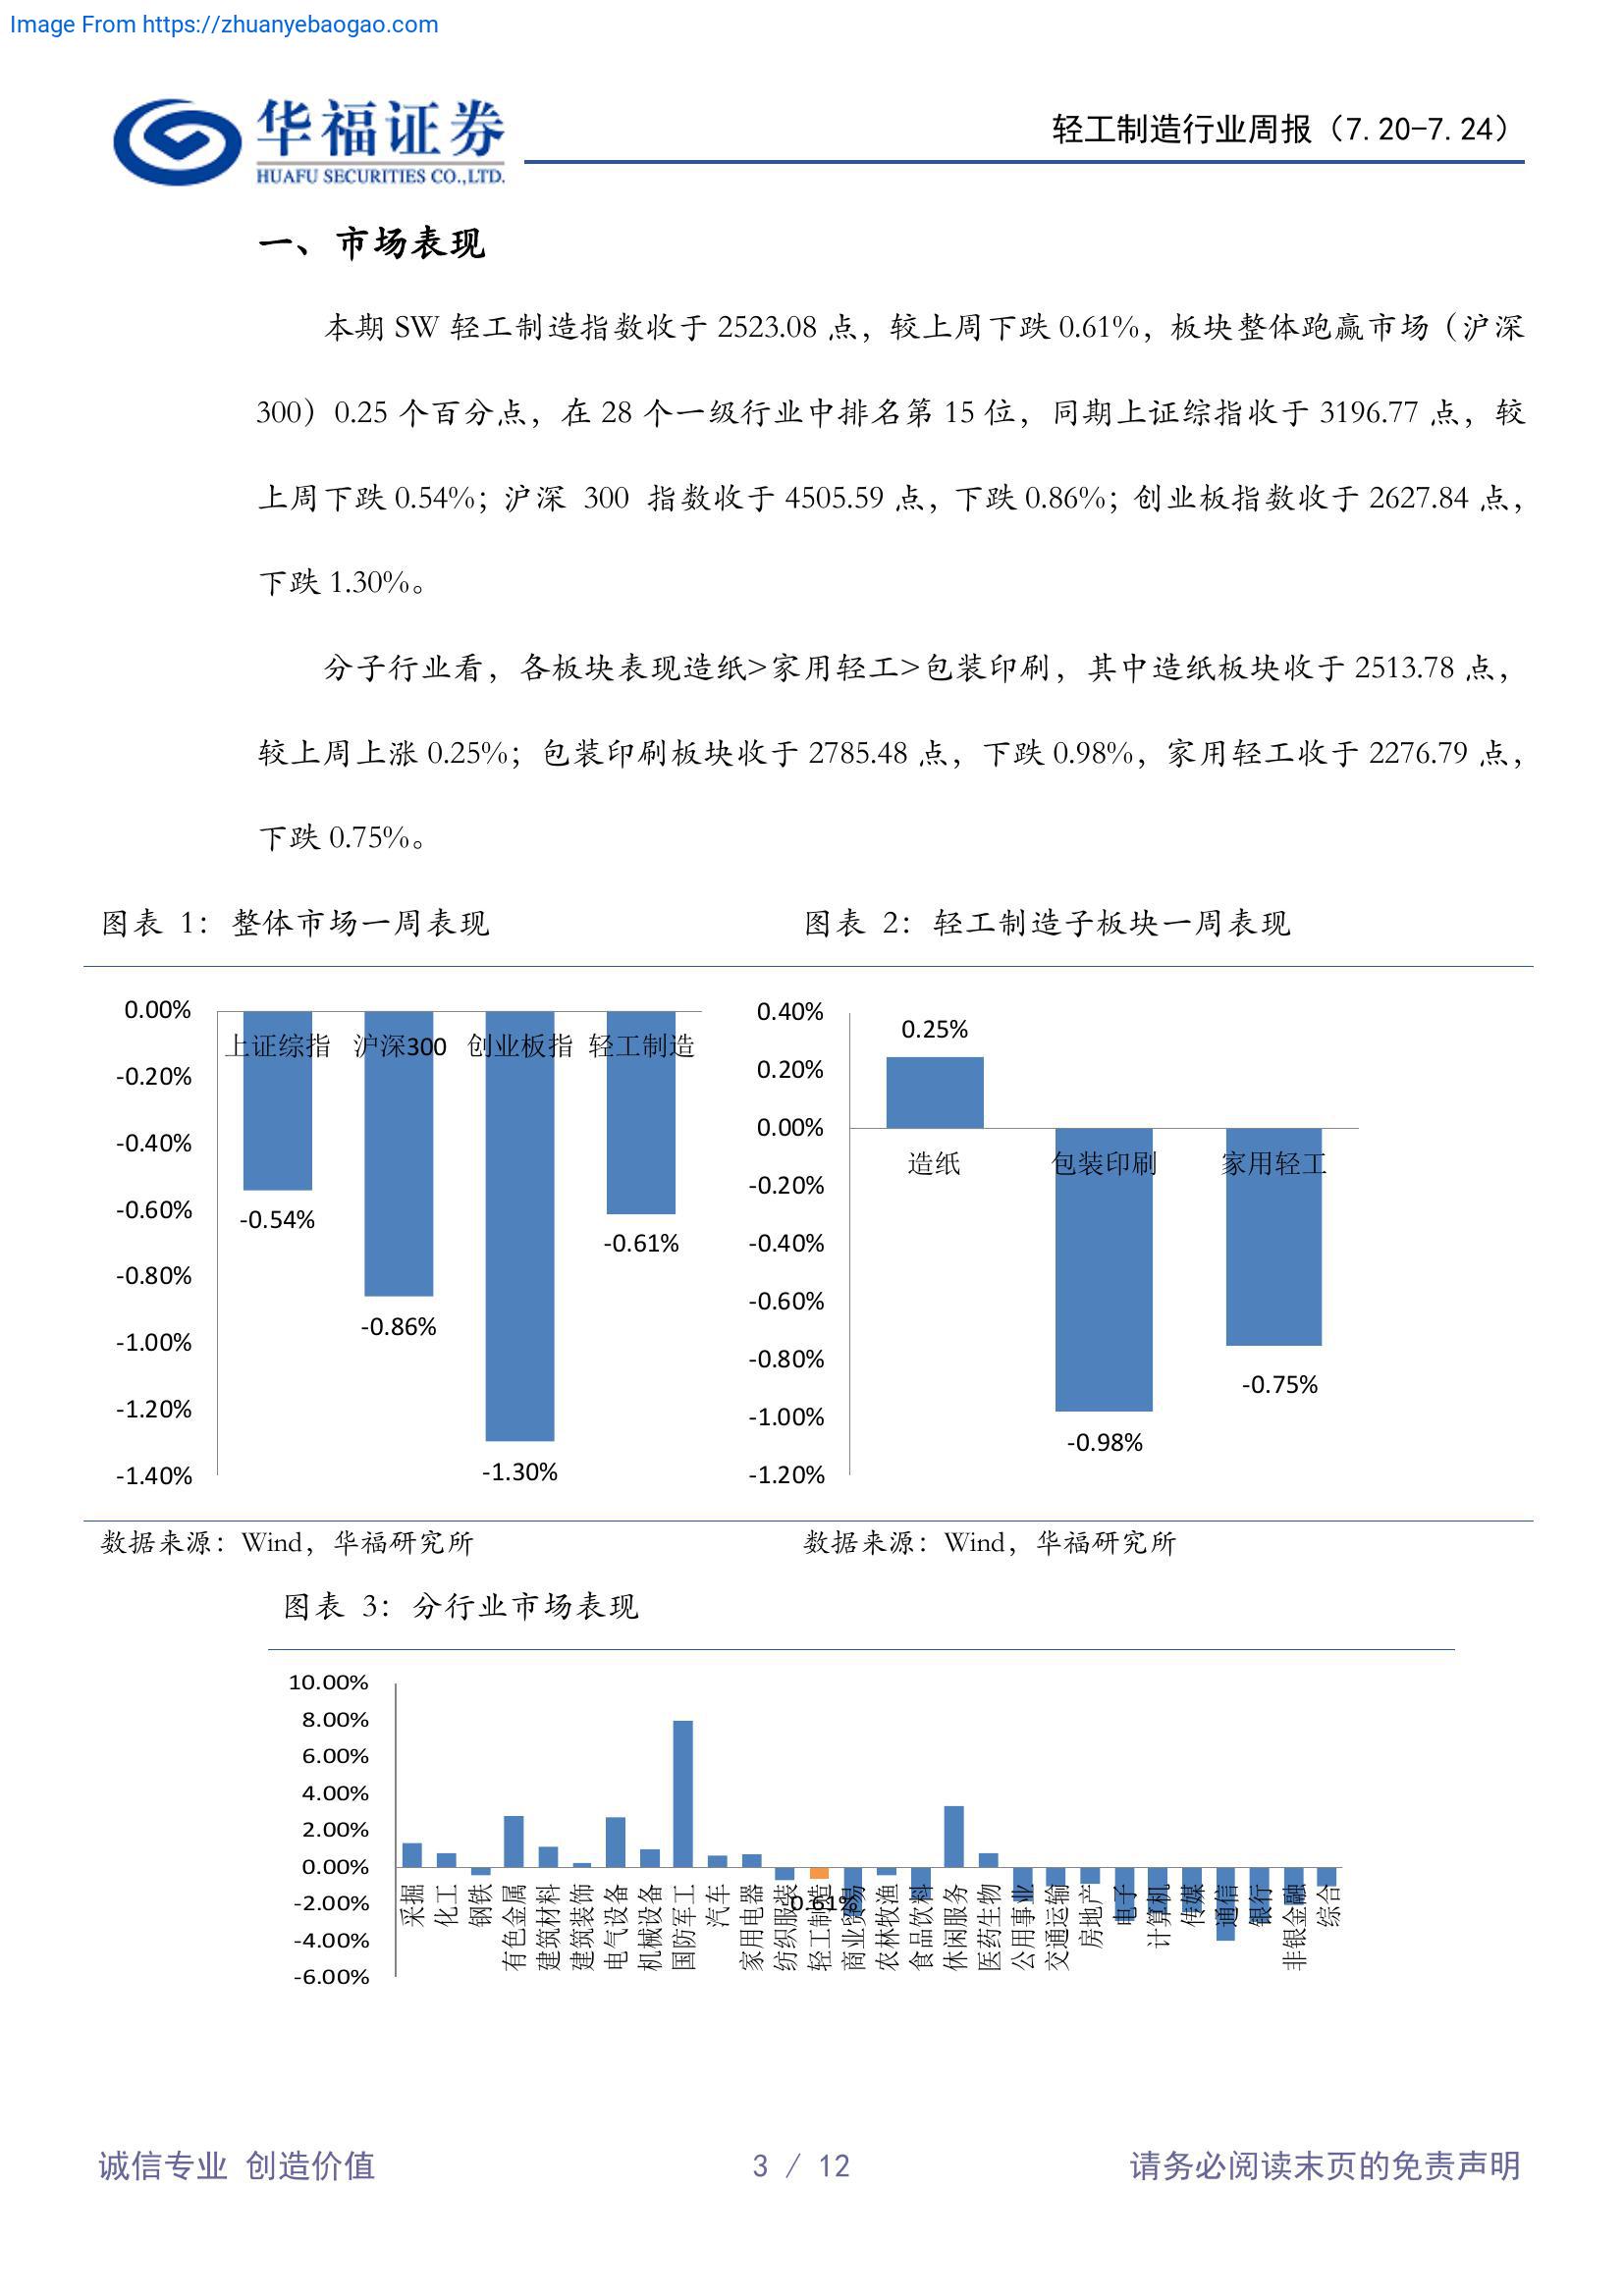 Image From https://zhuanyebaogao.com
华福证券
HUAFU SECURITIES CO.,LTD.
轻工制造行业周报（7.20-7.24）
一、市场表现
本期 SW 轻工制造指数收于 2523.08 点，较上周下跌 0.61%，板块整体跑赢市场（沪深
300）0.25 个百分点，在 28 个一级行业中排名第 15 位，同期上证综指收于 3196.77 点，较
上周下跌 0.54%；沪深 300 指数收于 4505.59 点，下跌 0.86%；创业板指数收于 2627.84 点，
下跌 1.30%。
分子行业看，各板块表现造纸>家用轻工>包装印刷，其中造纸板块收于 2513.78 点，
较上周上涨 0.25%；包装印刷板块收于 2785.48 点，下跌 0.98%，家用轻工收于 2276.79 点，
下跌 0.75%。
图表 1：整体市场一周表现
0.00%
-0.20%
-0.40%
-0.60%
-0.80%
-1.00%
-1.20%
-1.40%
上证综指 沪深300 创业板指 轻工制造
-0.54%
-0.86%
-1.30%
-0.61%
数据来源：Wind，华福研究所
图表 2：轻工制造子板块一周表现
0.40%
0.20%
0.00%
-0.20%
-0.40%
-0.60%
-0.80%
-1.00%
-1.20%
0.25%
造纸 包装印刷 家用轻工
-0.98%
-0.75%
数据来源：Wind，华福研究所
图表 3：分行业市场表现
10.00%
8.00%
6.00%
4.00%
2.00%
0.00%
-2.00%
-4.00%
-6.00%
-0.61%
采掘
化工
钢铁
有色金属
建筑材料
建筑装饰
电气设备
机械设备
国防军工
汽车
家用电器
纺织服装
轻工制造
商业贸易
农林牧渔
食品饮料
休闲服务
医药生物
公用事业
交通运输
房地产
电子
计算机
传媒
通信
银行
非银金融
综合
诚信专业 创造价值
3 / 12
请务必阅读末页的免责声明